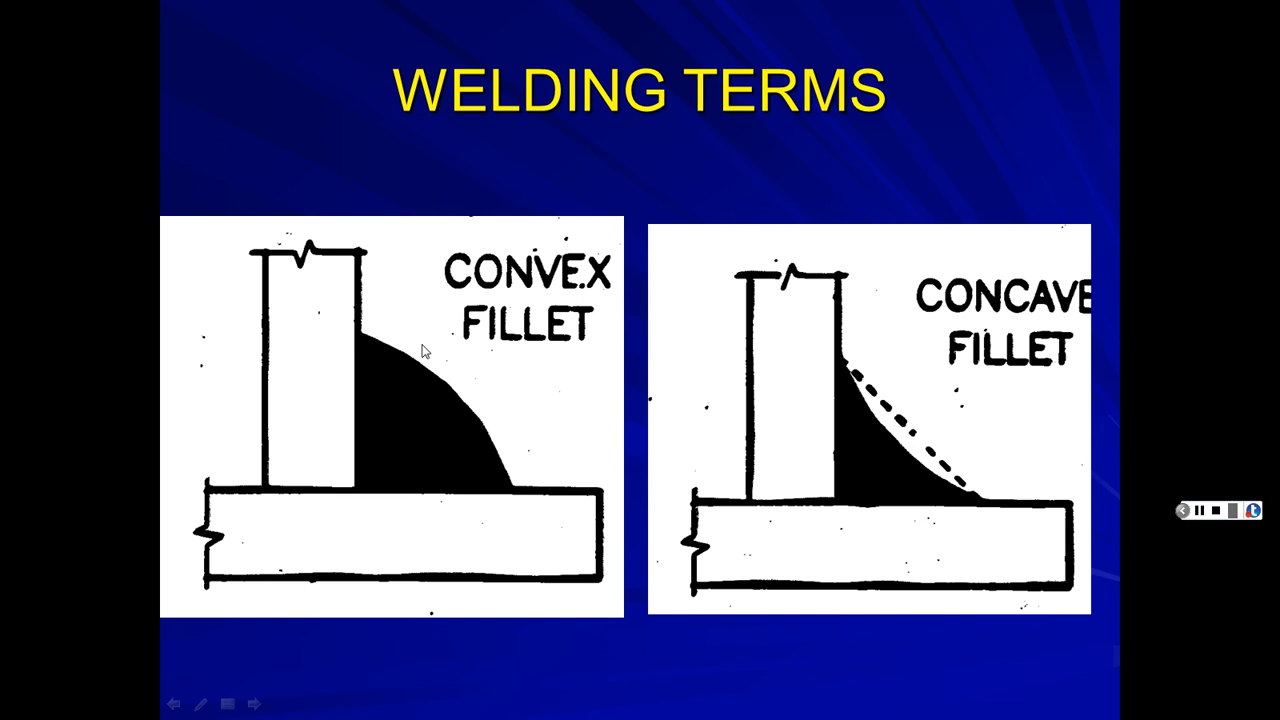 WELDING TERMS
CONVEX
FILLET
CONCAVE
FILLET